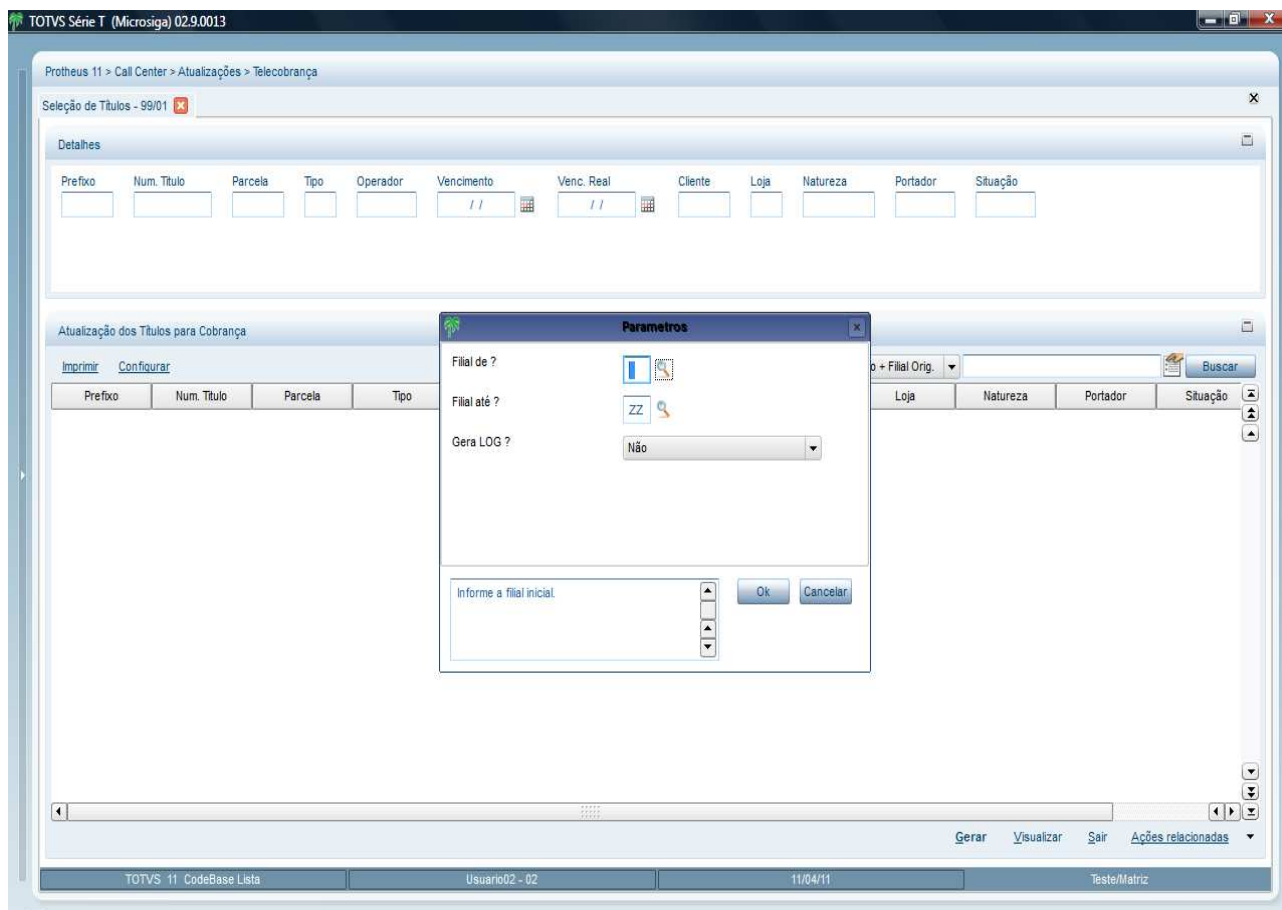 TOTVS Série T (Microsiga) 02.9.0013
Protheus 11 > Call Center > Atualizações > Telecobrança
Seleção de Títulos - 99/01
Detalhes
Prefixo Num. Título Parcela Tipo Operador Vencimento Venc. Real Cliente Loja Natureza Portador Situação
/ / / /
Atualização dos Títulos para Cobrança
Imprimir Configurar o + Filial Orig. Buscar
Prefixo Num. Título Parcela Tipo Loja Natureza Portador Situação
Parametros
Filial de ?
Filial até ? ZZ
Gera LOG ? Não
Informe a filial inicial.
Ok Cancelar
Gerar Visualizar Sair Ações relacionadas
TOTVS 11 CodeBase Lista Usuario02 - 02 11/04/11 Teste/Matriz